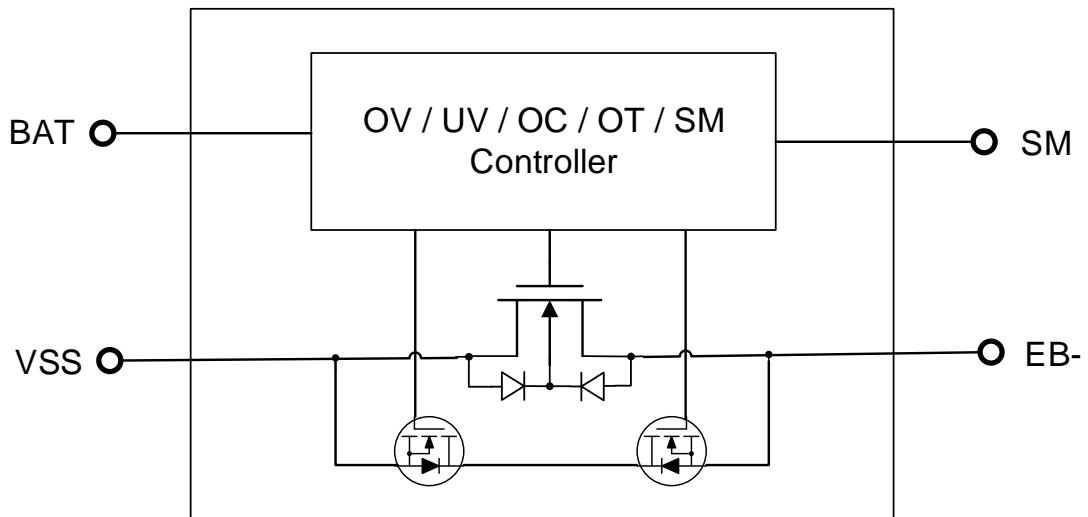 OV / UV / OC / OT / SM
Controller
BAT
SM
VSS
EB-